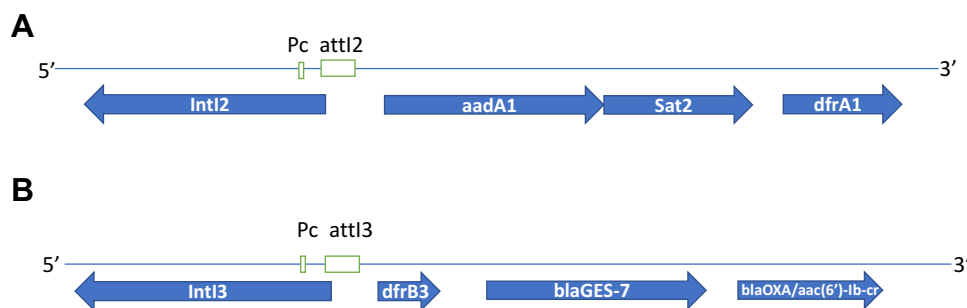 A
Pc attI2
5’ 3’
IntI2 aadA1 Sat2 dfrA1
B
Pc attI3
5’ 3’
IntI3 dfrB3 blaGES-7 blaOXA/aac(6’)-Ib-cr